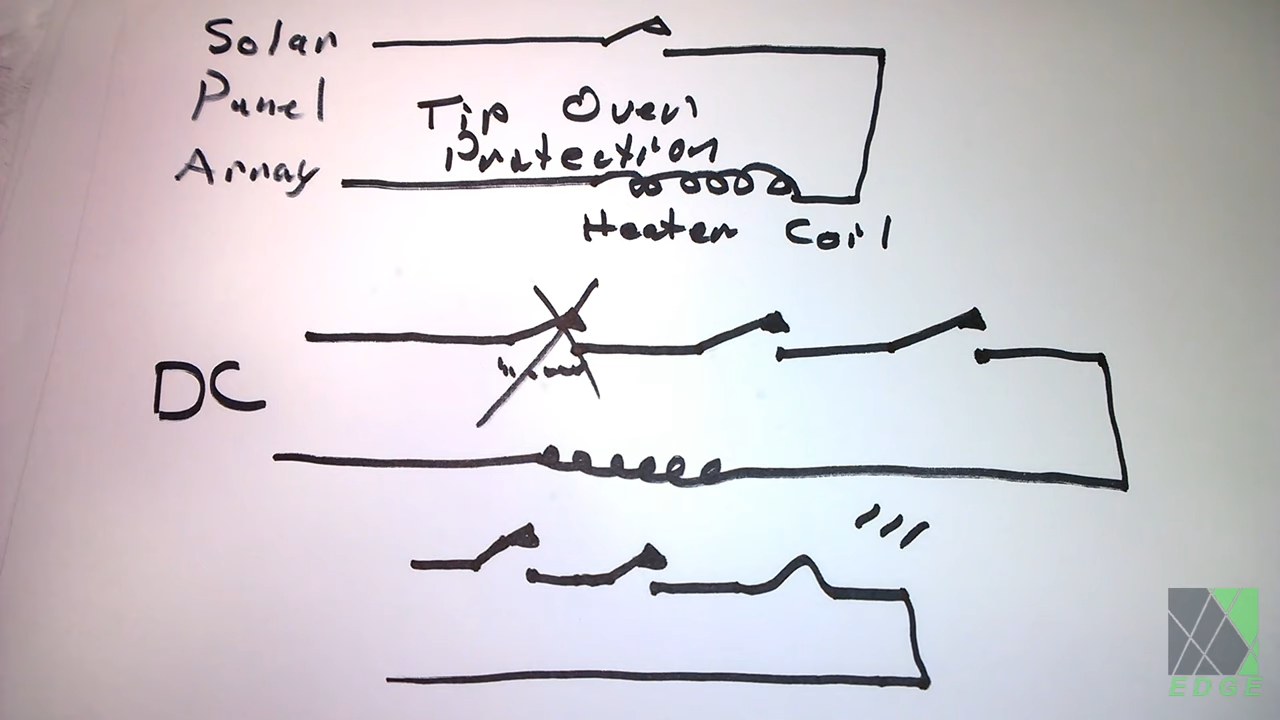 Solar
Panel
Array
Tip Over
Protection
Heater Coil
DC
EDGE